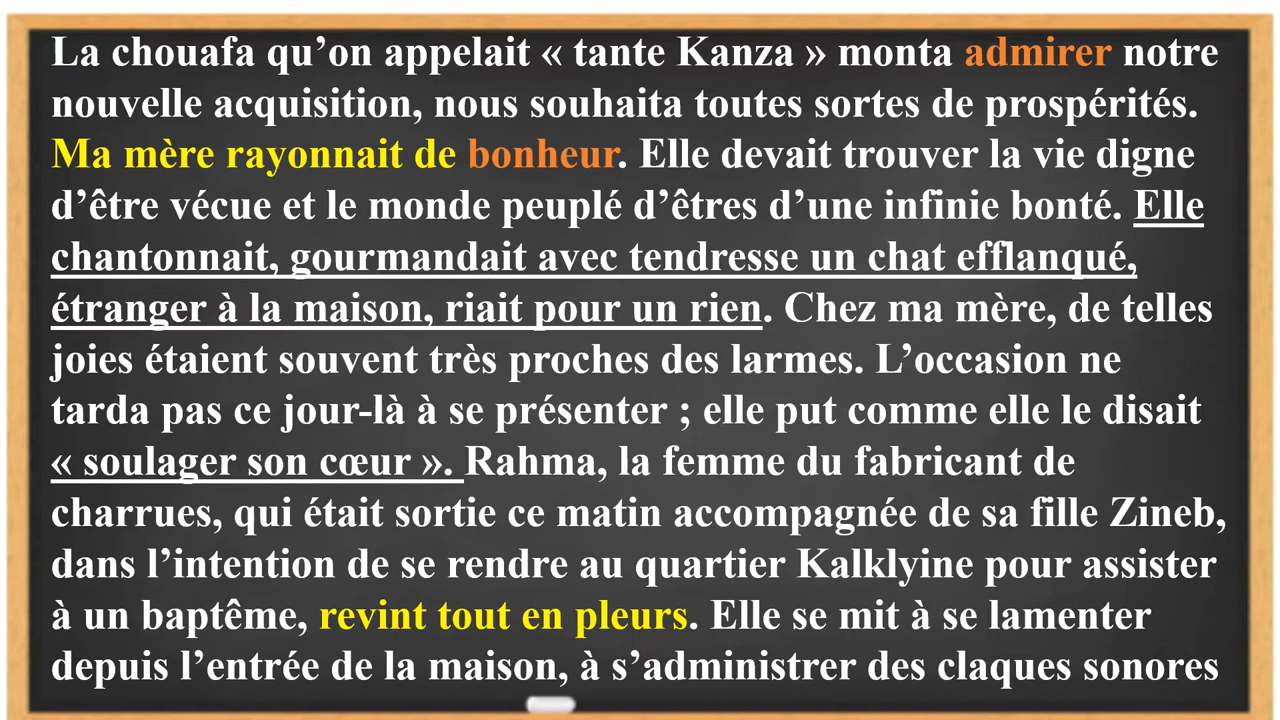 La chouafa qu’on appelait « tante Kanza » monta admirer notre
nouvelle acquisition, nous souhaita toutes sortes de prospérités.
Ma mère rayonnait de bonheur. Elle devait trouver la vie digne
d’être vécue et le monde peuplé d’êtres d’une infinie bonté. Elle
chantonnait, gourmandait avec tendresse un chat efflanqué,
étranger à la maison, riait pour un rien. Chez ma mère, de telles
joies étaient souvent très proches des larmes. L’occasion ne
tarda pas ce jour-là à se présenter ; elle put comme elle le disait
« soulager son cœur ». Rahma, la femme du fabricant de
charrues, qui était sortie ce matin accompagnée de sa fille Zineb,
dans l’intention de se rendre au quartier Kalklyine pour assister
à un baptême, revint tout en pleurs. Elle se mit à se lamenter
depuis l’entrée de la maison, à s’administrer des claques sonores